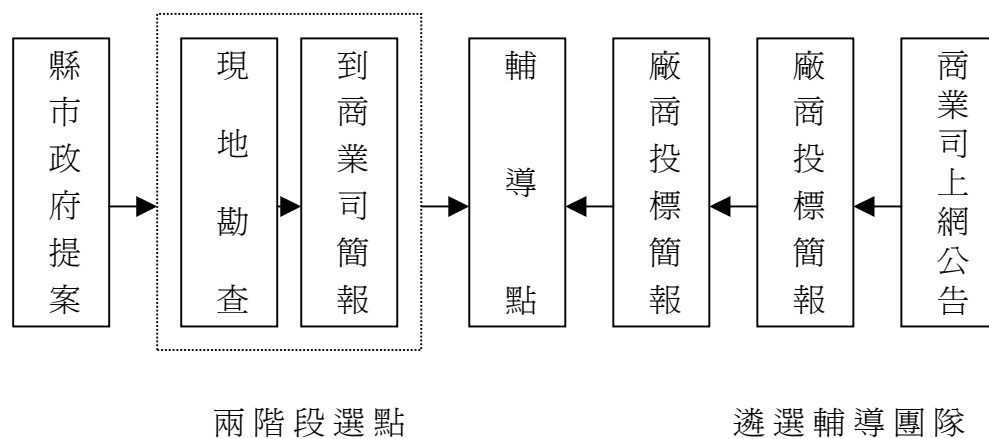 縣市政府提案
現地勘查
到商業司簡報
輔導點
廠商投標簡報
廠商投標簡報
商業司上網公告
兩階段選點
遴選輔導團隊